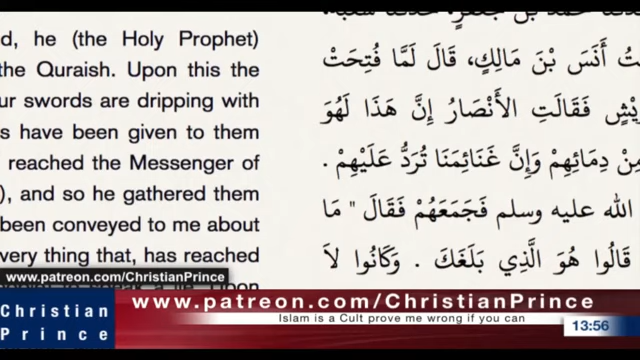 d, he (the Holy Prophet)
the Quraish. Upon this the
ur swords are dripping with
s have been given to them
reached the Messenger of
), and so he gathered them
been conveyed to me about
very thing that, has reached
تُ أَنَسَ بْنَ مَالِكٍ، قَالَ لَمَّا فُتِحَتْ
يْشٍ فَقَالَتِ الأَنْصَارُ إِنَّ هَذَا لَهُوَ
مِنْ دِمَائِهِمْ وَإِنَّ غَنَائِمَنَا تُرَدُّ عَلَيْهِمْ .
الله عليه وسلم فَجَمَعَهُمْ فَقَالَ " مَا
قَالُوا هُوَ الَّذِي بَلَغَكَ . وَكَانُوا لاَ
www.patreon.com/ChristianPrince
www.patreon.com/ChristianPrince
Christian
Prince
Islam is a Cult prove me wrong if you can
13:56